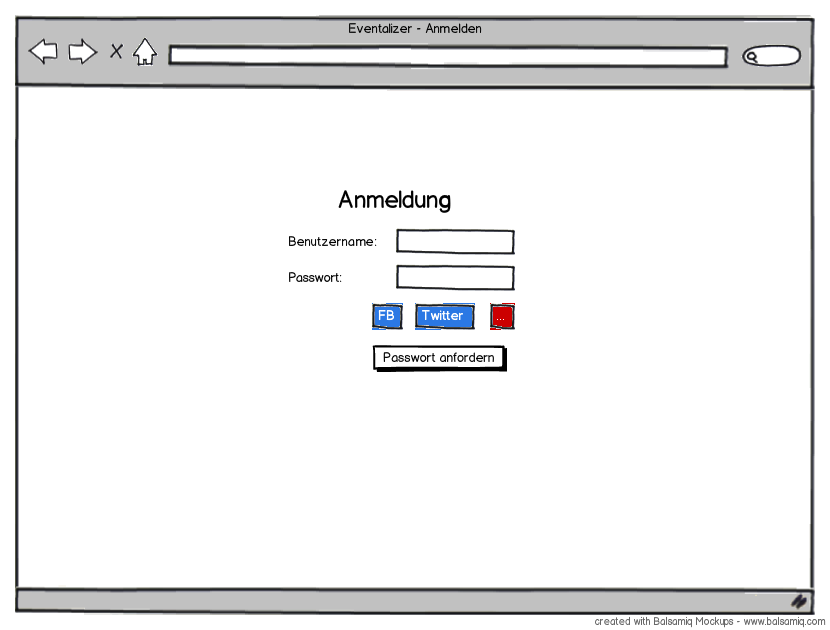 Eventalizer - Anmelden
Anmeldung
Benutzername:
Passwort:
FB Twitter ...
Passwort anfordern
created with Balsamiq Mockups - www.balsamiq.com